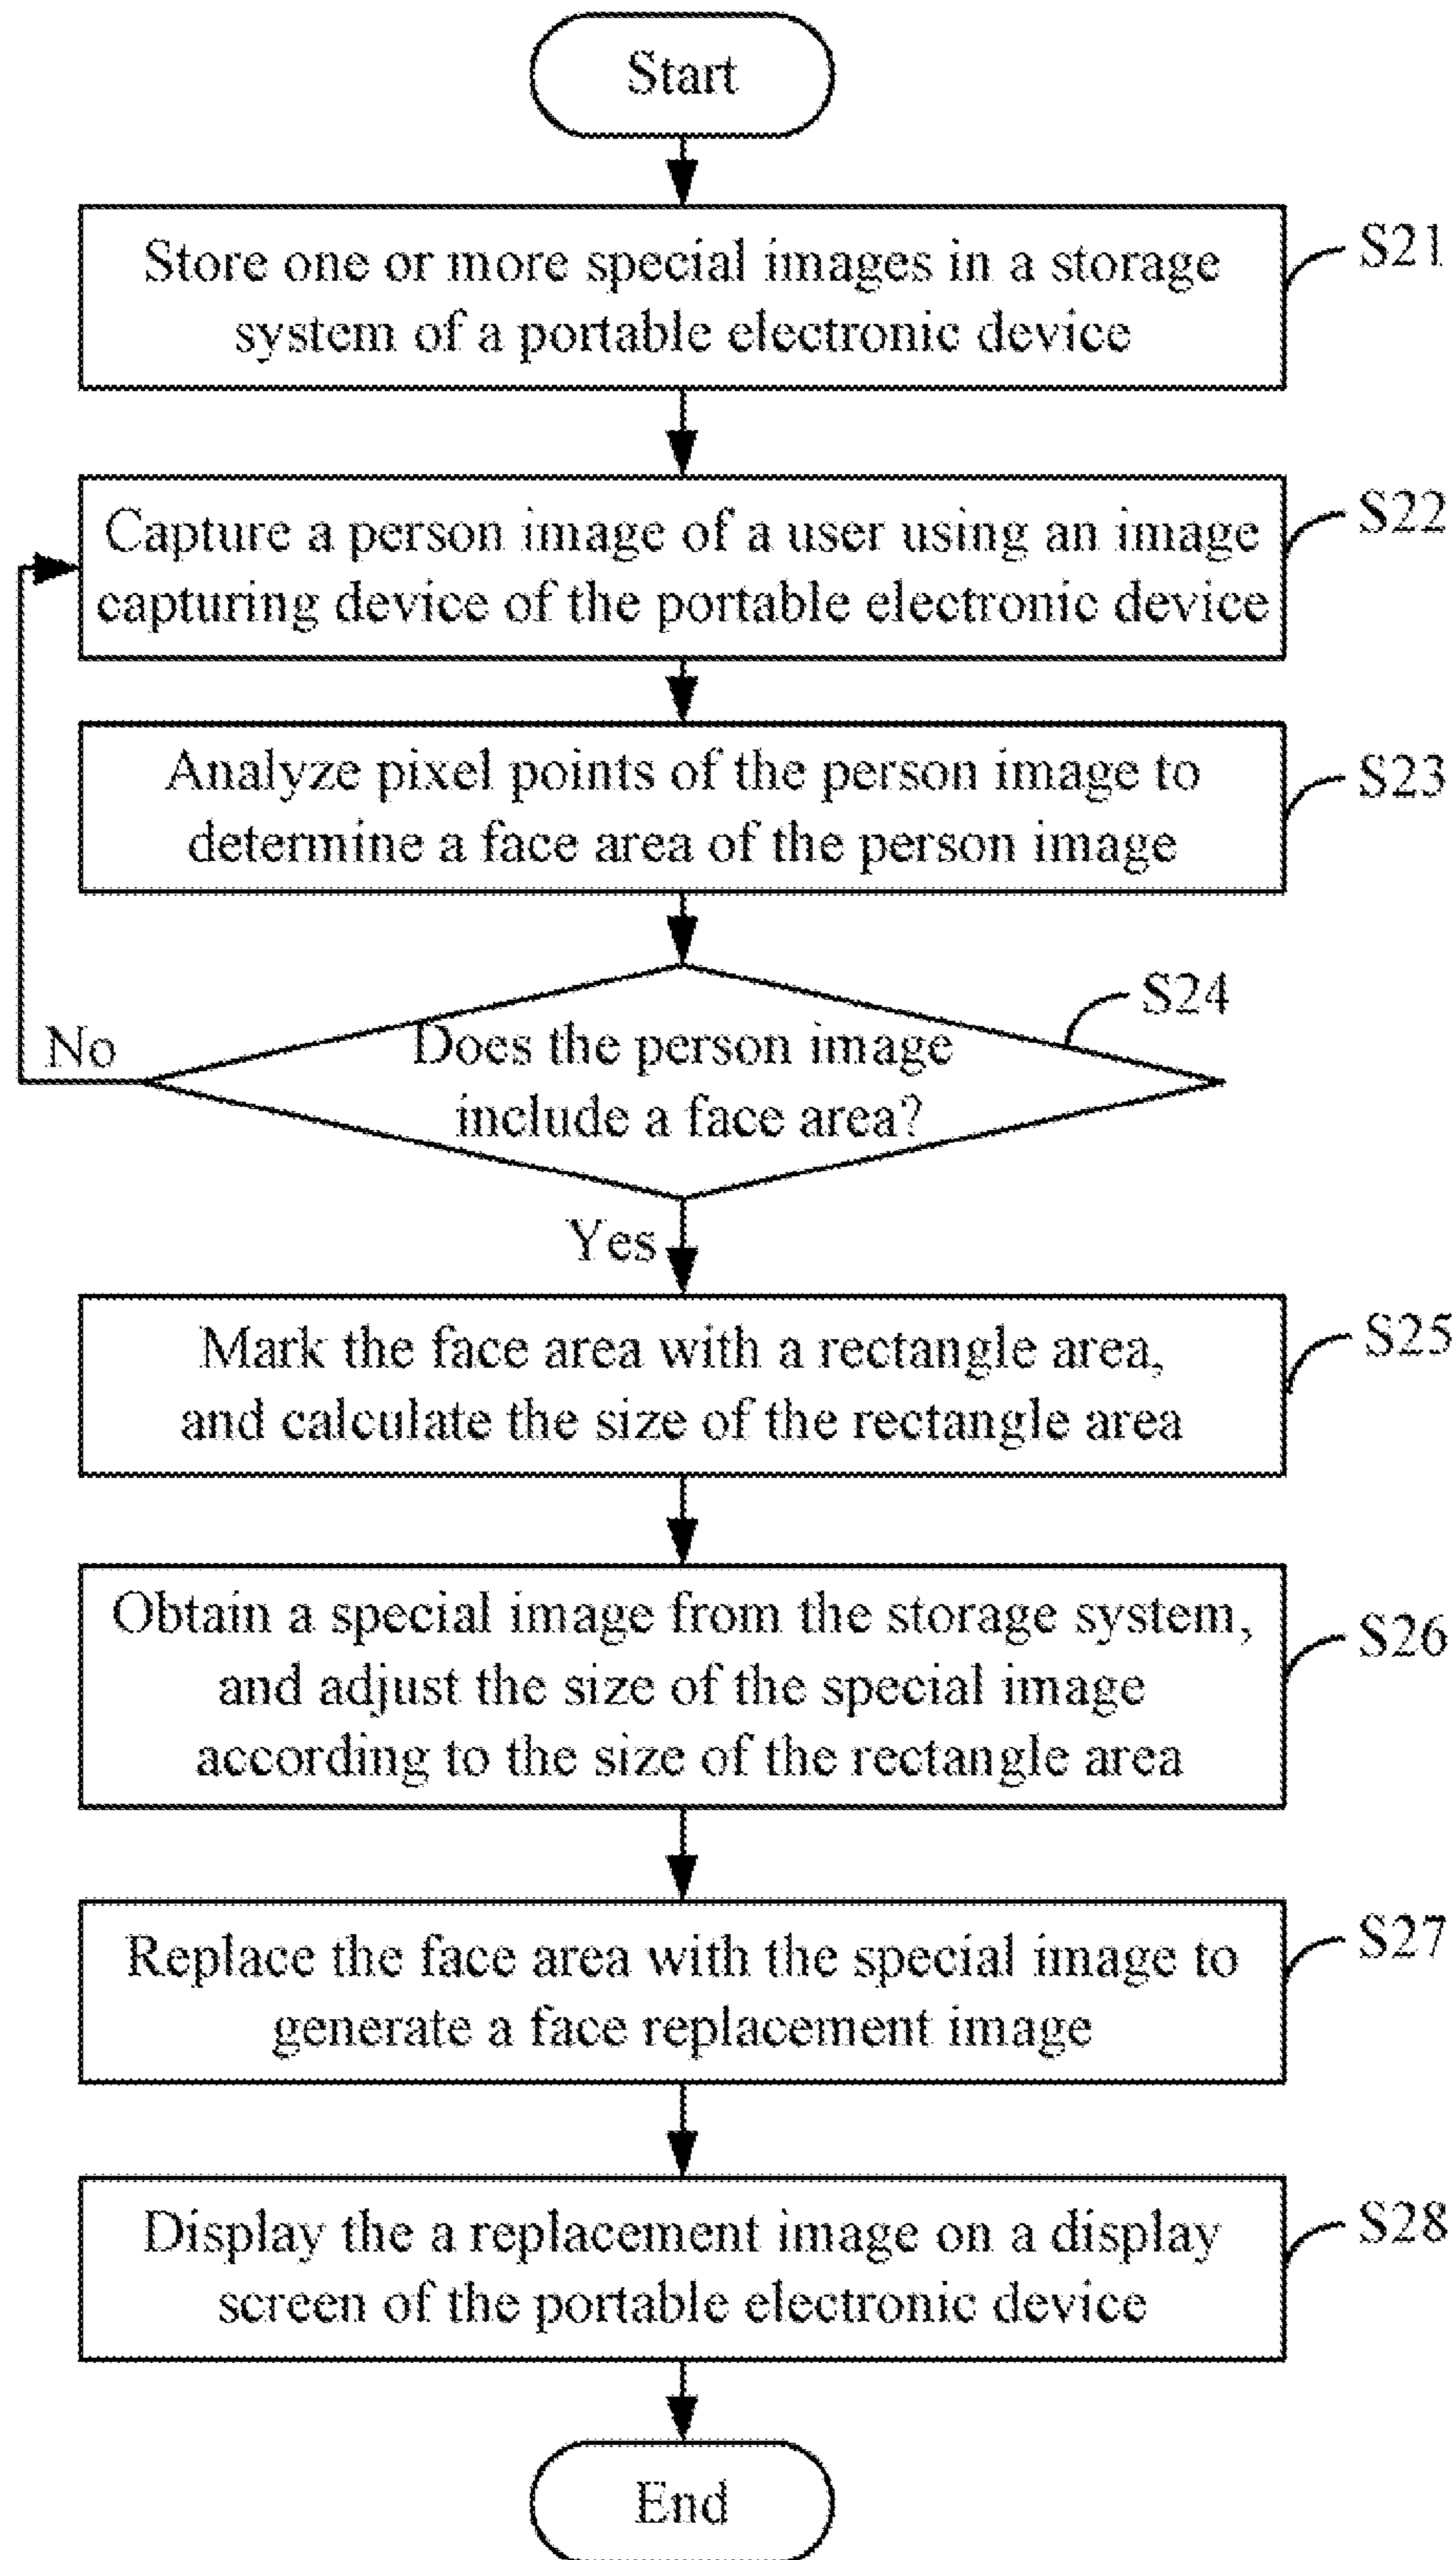 Start
Store one or more special images in a storage
system of a portable electronic device
S21
Capture a person image of a user using an image
capturing device of the portable electronic device
S22
Analyze pixel points of the person image to
determine a face area of the person image
S23
Does the person image
include a face area?
S24
No
Yes
Mark the face area with a rectangle area,
and calculate the size of the rectangle area
S25
Obtain a special image from the storage system,
and adjust the size of the special image
according to the size of the rectangle area
S26
Replace the face area with the special image to
generate a face replacement image
S27
Display the a replacement image on a display
screen of the portable electronic device
S28
End